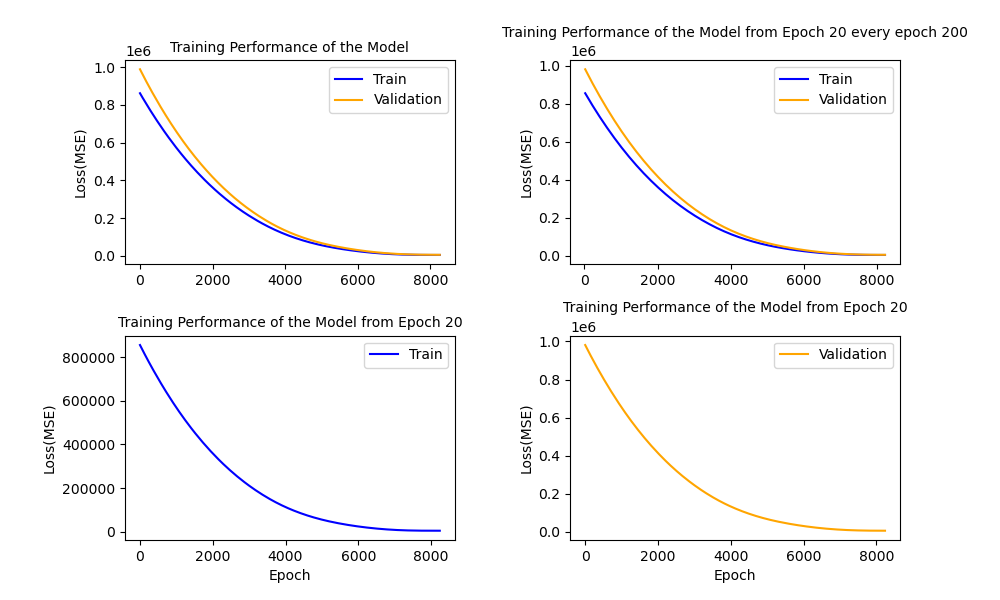 Training Performance of the Model
1e6
Train
Validation
Loss(MSE)
1.0
0.8
0.6
0.4
0.2
0.0
0 2000 4000 6000 8000
Training Performance of the Model from Epoch 20 every epoch 200
1e6
Train
Validation
Loss(MSE)
1.0
0.8
0.6
0.4
0.2
0.0
0 2000 4000 6000 8000
Training Performance of the Model from Epoch 20
Train
Loss(MSE)
800000
600000
400000
200000
0
0 2000 4000 6000 8000
Epoch
Training Performance of the Model from Epoch 20
1e6
Validation
Loss(MSE)
1.0
0.8
0.6
0.4
0.2
0.0
0 2000 4000 6000 8000
Epoch